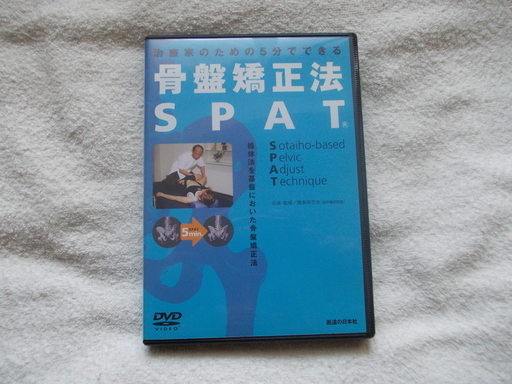 治療家のための5分でできる
骨盤矯正法
SPAT®
Sotaiho-based
Pelvic
Adjust
Technique
操体法を基盤においた骨盤矯正法
5min.
DVD
VIDEO
医道の日本社